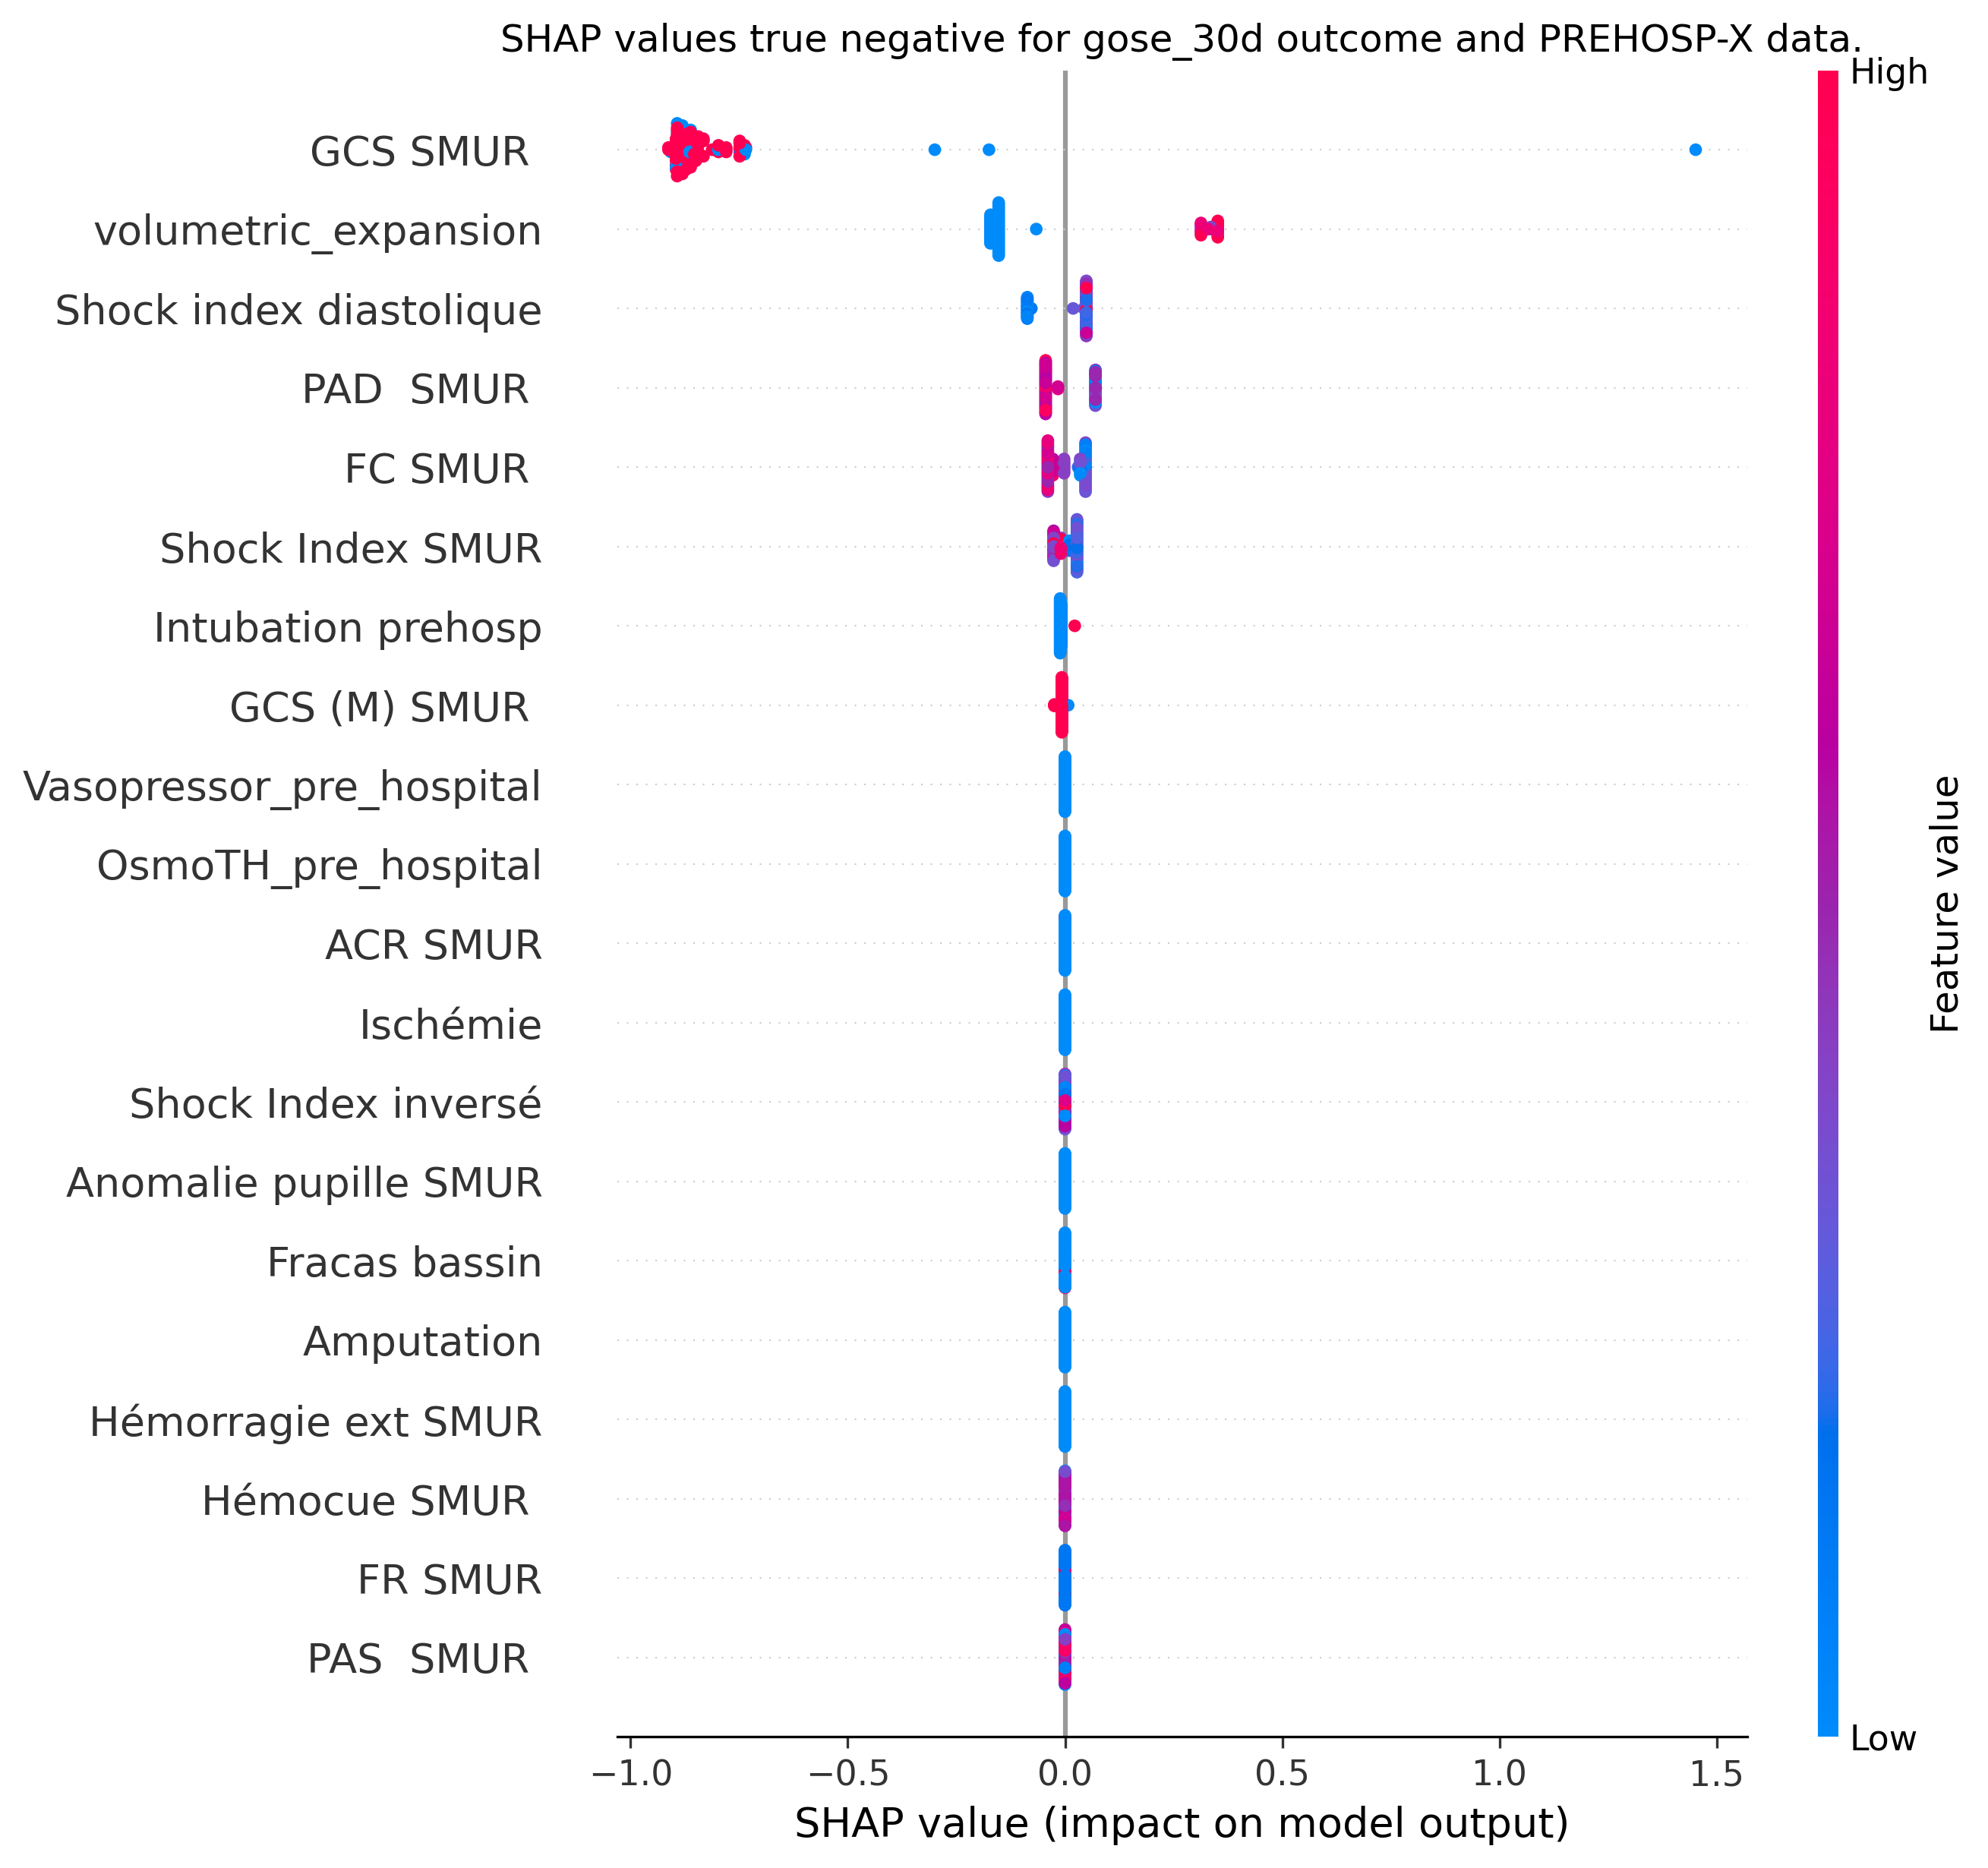 SHAP values true negative for gose_30d outcome and PREHOSP-X data.
High
GCS SMUR
volumetric_expansion
Shock index diastolique
PAD  SMUR
FC SMUR
Shock Index SMUR
Intubation prehosp
GCS (M) SMUR
Vasopressor_pre_hospital
OsmoTH_pre_hospital
ACR SMUR
Ischémie
Shock Index inversé
Anomalie pupille SMUR
Fracas bassin
Amputation
Hémorragie ext SMUR
Hémocue SMUR
FR SMUR
PAS  SMUR
Feature value
Low
−1.0 −0.5 0.0 0.5 1.0 1.5
SHAP value (impact on model output)